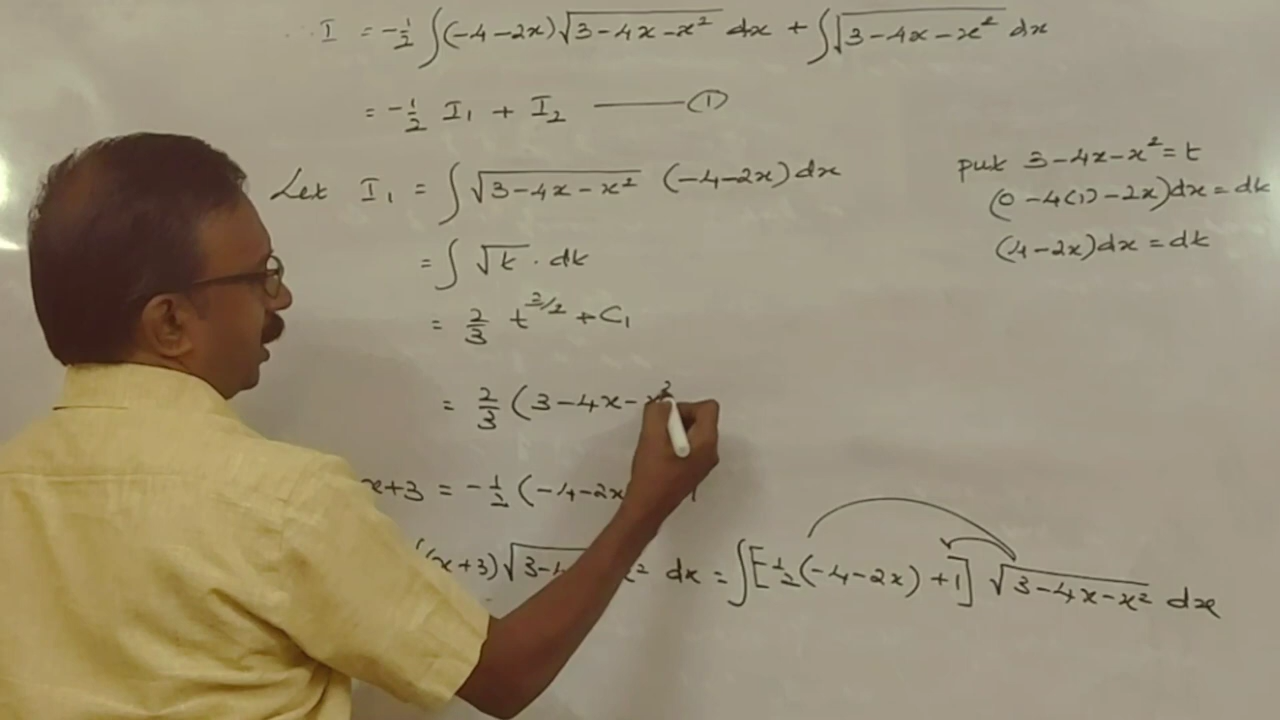 ∴ I = -½ ∫(-4-2x)√(3-4x-x²) dx + ∫√(3-4x-x²) dx
= -½ I₁ + I₂ ——— ①
Let I₁ = ∫ √(3-4x-x²) (-4-2x) dx
= ∫ √t . dt
= 2/3 t^(3/2) + C₁
= 2/3 (3-4x-x²
put 3-4x-x² = t
(0-4(1)-2x)dx = dt
(4-2x)dx = dt
x+3 = -½ (-4-2x
(x+3)√(3-4 x² dx = ∫[-½(-4-2x) +1] √(3-4x-x²) dx